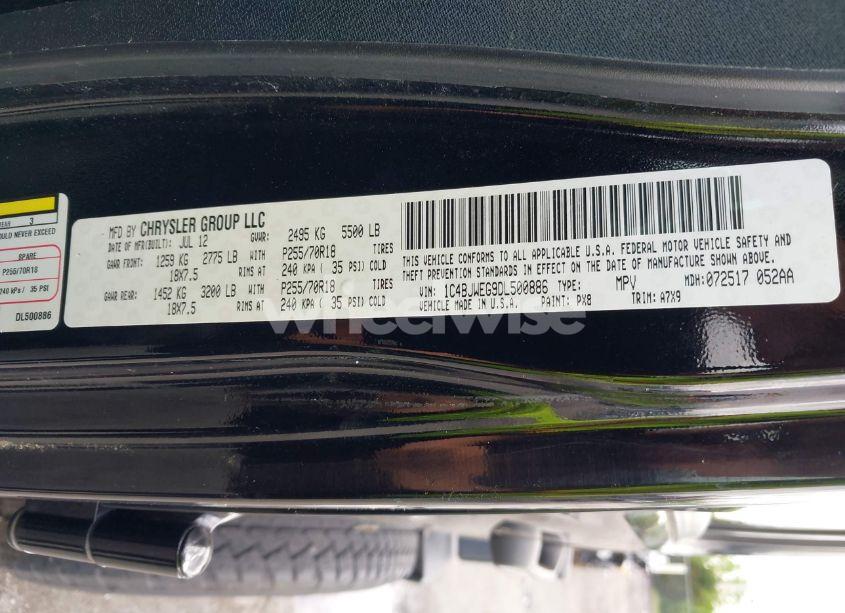 REAR 3
OULD NEVER EXCEED
SPARE
P255/70R18
240 kPa / 35 PSI
DL500886
MFD BY CHRYSLER GROUP LLC
DATE OF MFR(BUILT): JUL 12 GVWR: 2495 KG 5500 LB
GAWR FRONT: 1259 KG 2775 LB WITH P255/70R18 TIRES
18X7.5 RIMS AT 240 KPA ( 35 PSI) COLD
GAWR REAR: 1452 KG 3200 LB WITH P255/70R18 TIRES
18X7.5 RIMS AT 240 KPA ( 35 PSI) COLD
THIS VEHICLE CONFORMS TO ALL APPLICABLE U.S.A. FEDERAL MOTOR VEHICLE SAFETY AND
THEFT PREVENTION STANDARDS IN EFFECT ON THE DATE OF MANUFACTURE SHOWN ABOVE.
VIN: 1C4BJWEG9DL500886 TYPE: MPV MDH: 072517 052AA
VEHICLE MADE IN U.S.A. PAINT: PX8 TRIM: A7X9
wheelwise